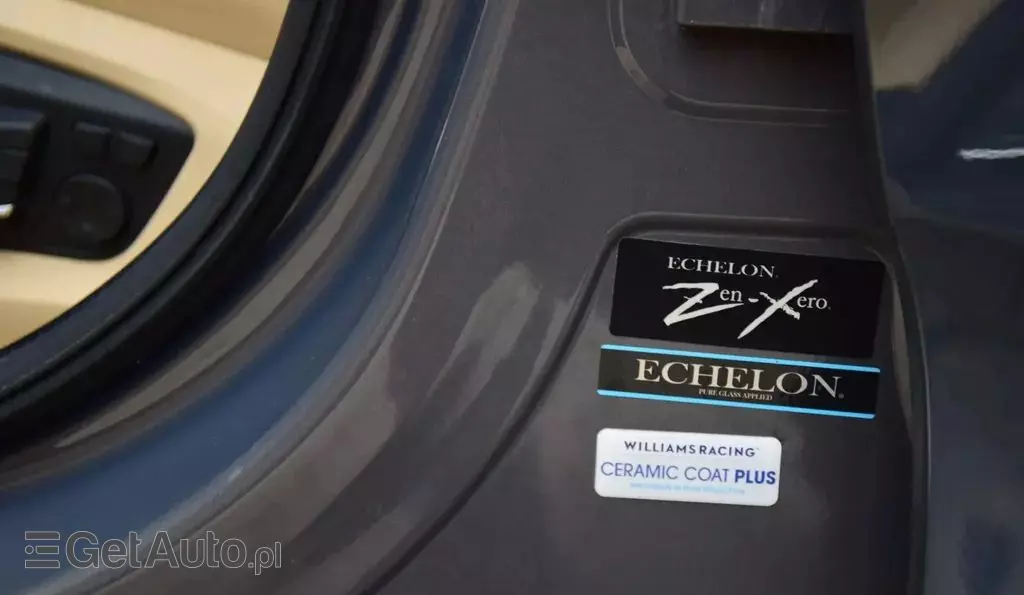 ECHELON®
Zen-Xero®
ECHELON®
PURE GLASS APPLIED
WILLIAMS RACING
CERAMIC COAT PLUS
GetAuto.pl